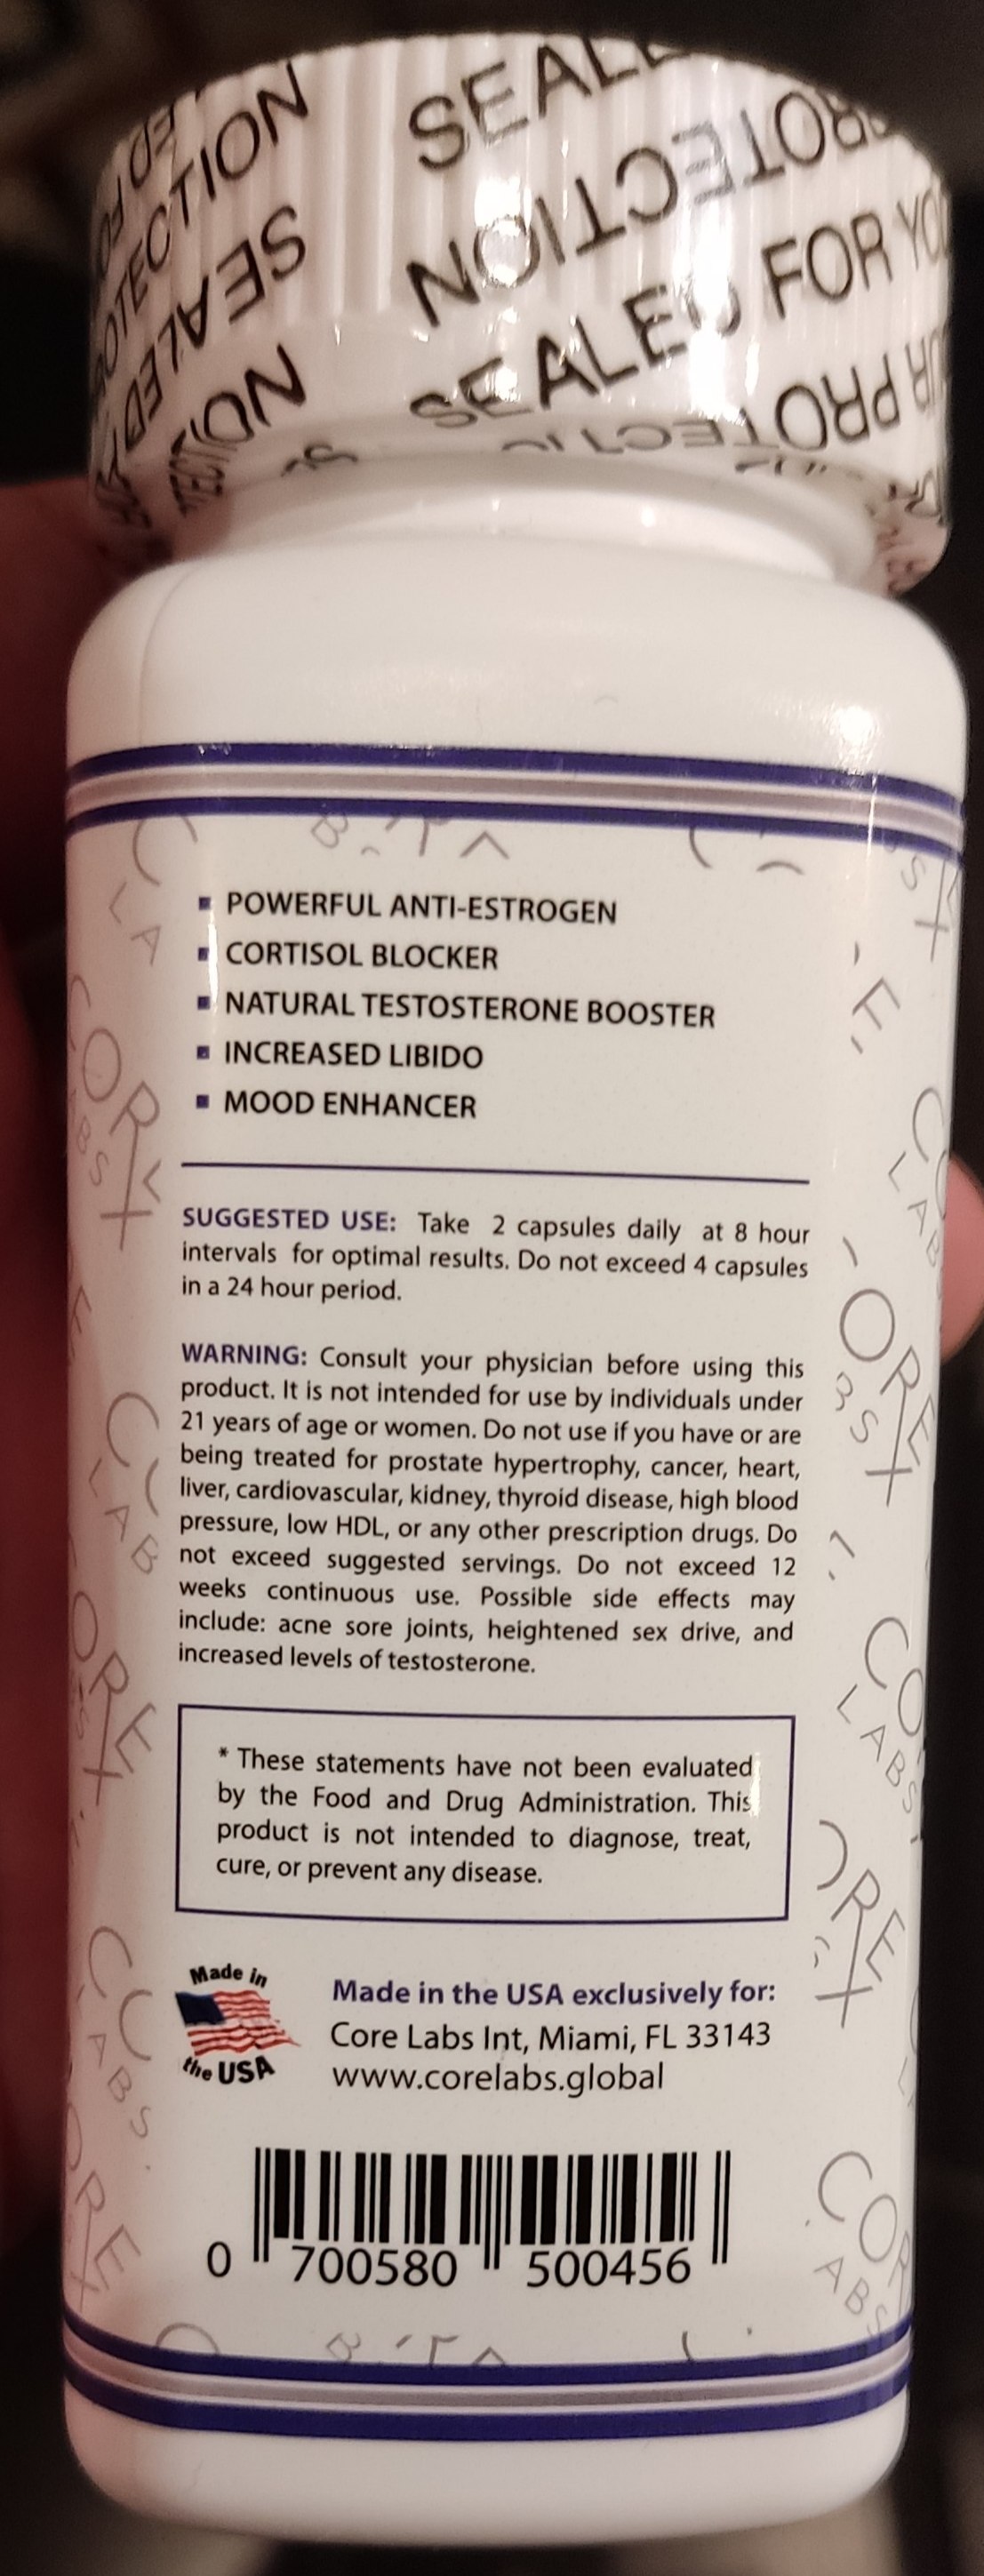 SEALED
PROTECTION
SEALED FOR YOUR
PROTECTION
SEALED
▪ POWERFUL ANTI-ESTROGEN
▪ CORTISOL BLOCKER
▪ NATURAL TESTOSTERONE BOOSTER
▪ INCREASED LIBIDO
▪ MOOD ENHANCER
SUGGESTED USE: Take 2 capsules daily at 8 hour
intervals for optimal results. Do not exceed 4 capsules
in a 24 hour period.
WARNING: Consult your physician before using this
product. It is not intended for use by individuals under
21 years of age or women. Do not use if you have or are
being treated for prostate hypertrophy, cancer, heart,
liver, cardiovascular, kidney, thyroid disease, high blood
pressure, low HDL, or any other prescription drugs. Do
not exceed suggested servings. Do not exceed 12
weeks continuous use. Possible side effects may
include: acne sore joints, heightened sex drive, and
increased levels of testosterone.
* These statements have not been evaluated
by the Food and Drug Administration. This
product is not intended to diagnose, treat,
cure, or prevent any disease.
Made in
the USA
Made in the USA exclusively for:
Core Labs Int, Miami, FL 33143
www.corelabs.global
0 700580 500456